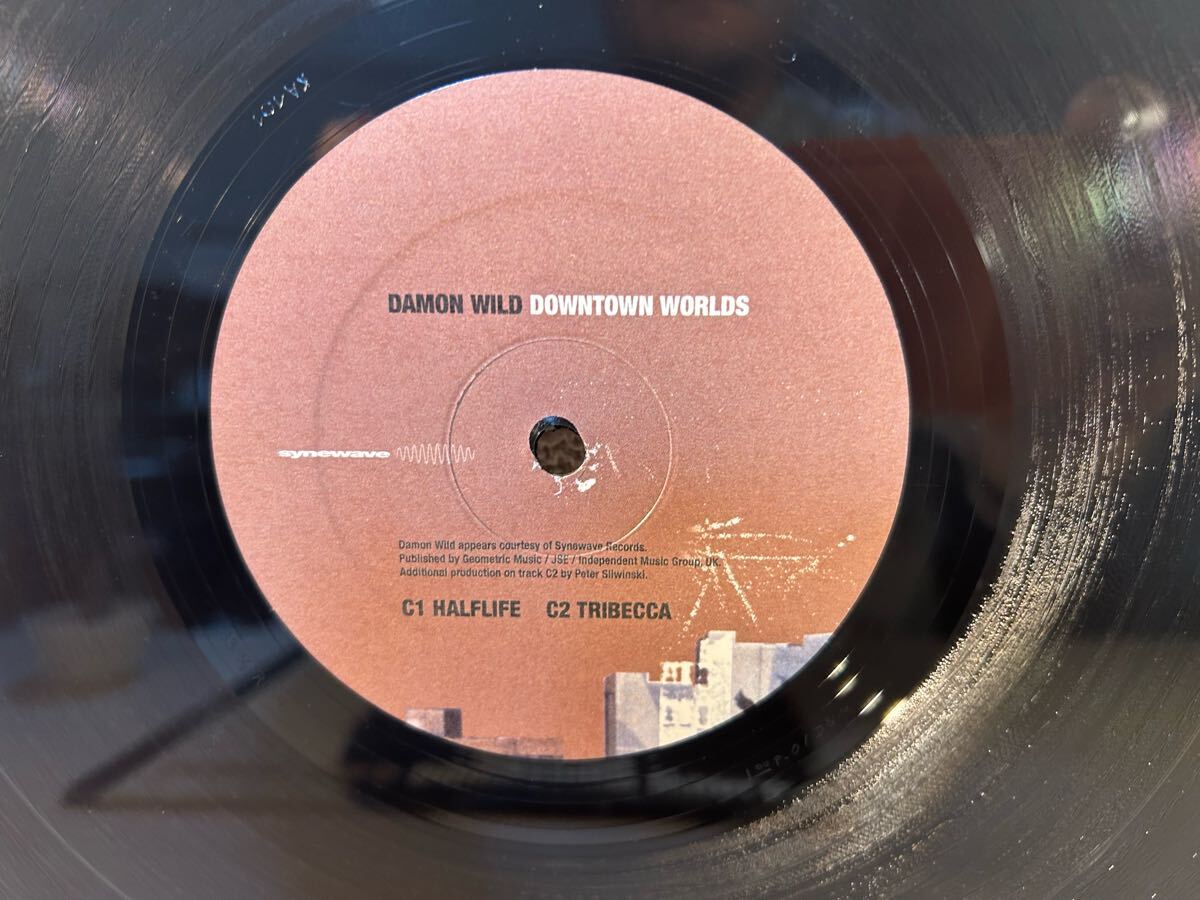 DAMON WILD DOWNTOWN WORLDS
synewave
Damon Wild appears courtesy of Synewave Records.
Published by Geometric Music / JSE / Independent Music Group, UK.
Additional production on track C2 by Peter Sliwinski.
C1 HALFLIFE C2 TRIBECCA